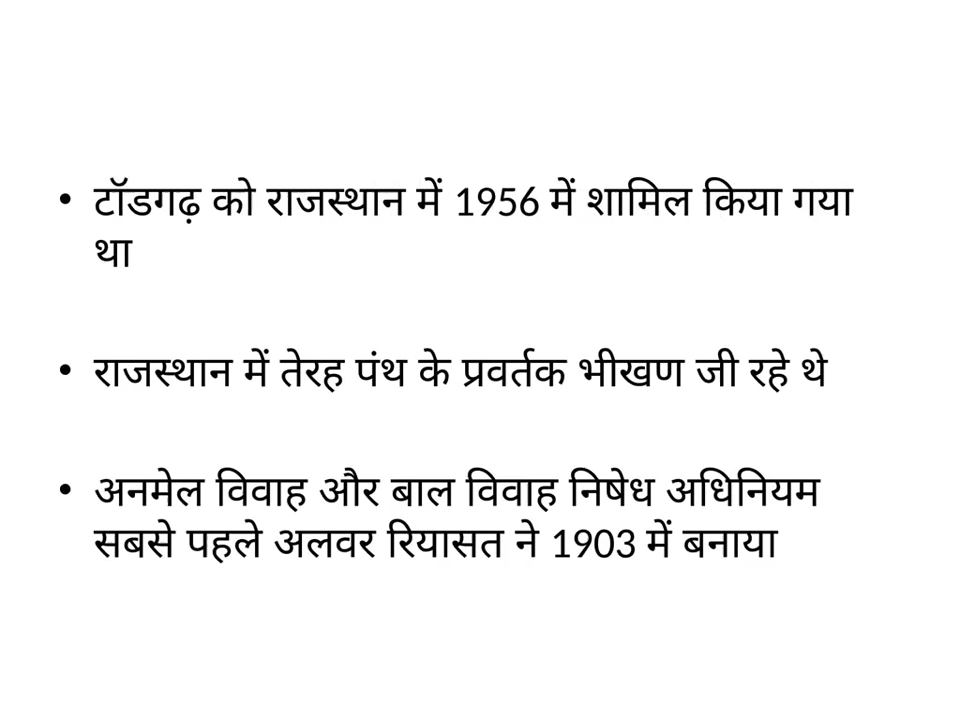 • टॉडगढ़ को राजस्थान में 1956 में शामिल किया गया
था
• राजस्थान में तेरह पंथ के प्रवर्तक भीखण जी रहे थे
• अनमेल विवाह और बाल विवाह निषेध अधिनियम
सबसे पहले अलवर रियासत ने 1903 में बनाया